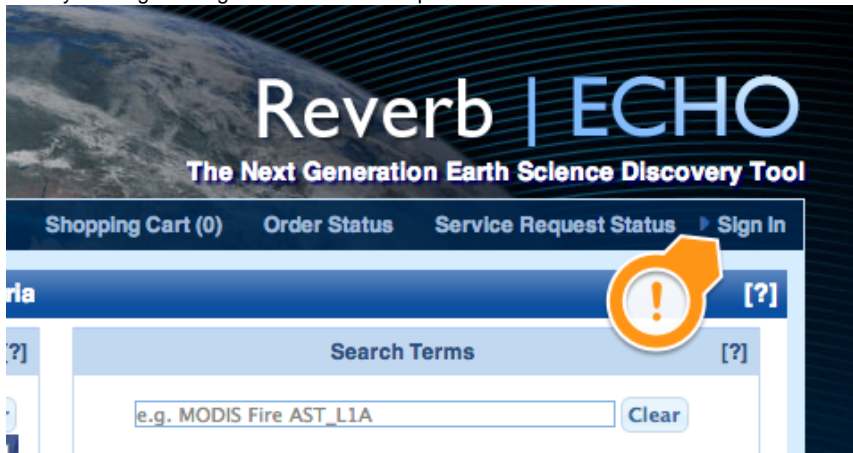 Reverb | ECHO
The Next Generation Earth Science Discovery Tool
Shopping Cart (0) Order Status Service Request Status Sign In
ria [?]
?] Search Terms [?]
e.g. MODIS Fire AST_L1A Clear